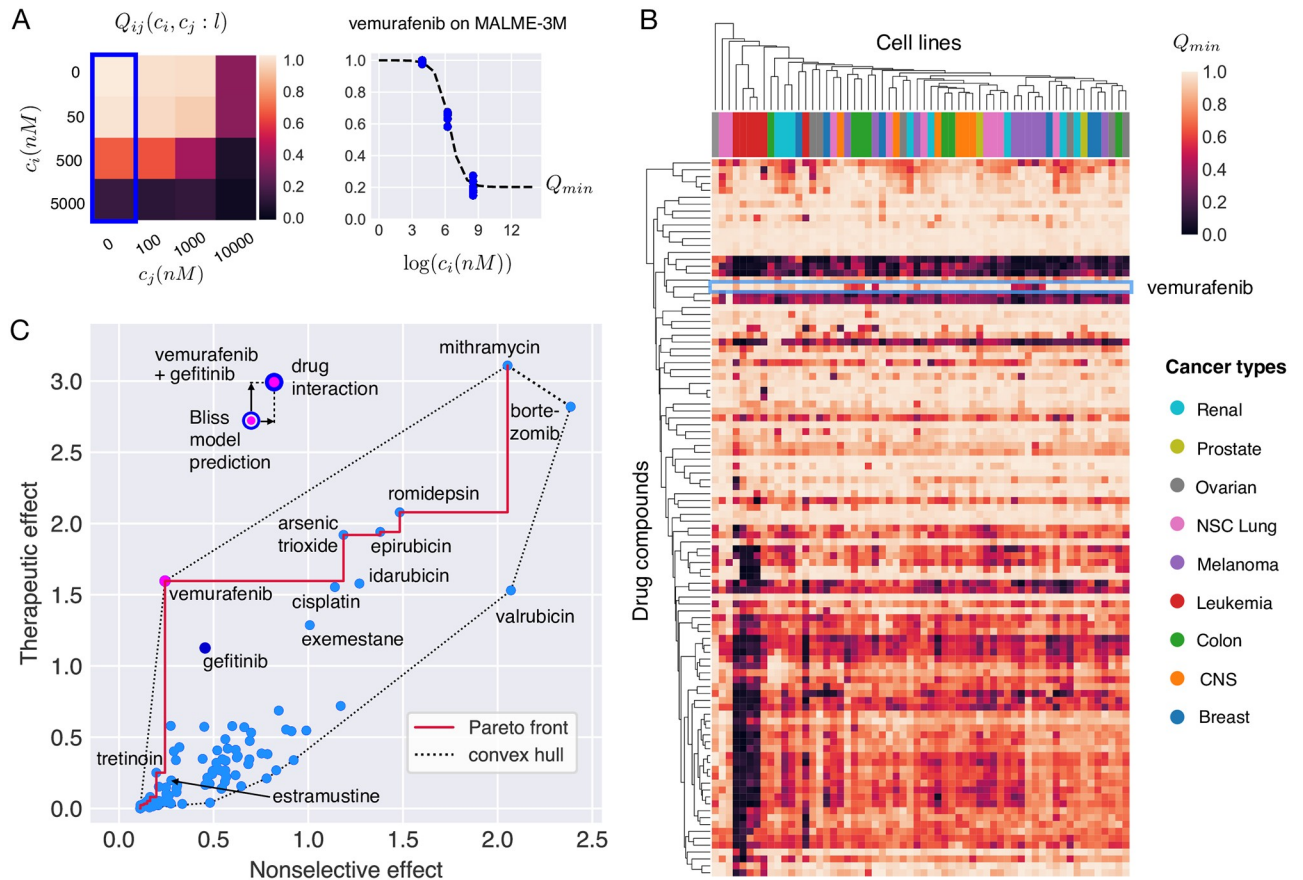 A
Q_{ij}(c_i, c_j : l)
c_i(nM)
0
50
500
5000
0
100
1000
10000
c_j(nM)
1.0
0.8
0.6
0.4
0.2
0.0
vemurafenib on MALME-3M
1.0
0.8
0.6
0.4
0.2
0.0
0
3
6
9
12
log(c_i(nM))
Q_{min}
B
Cell lines
Drug compounds
vemurafenib
Q_{min}
1.0
0.8
0.6
0.4
0.2
0.0
Cancer types
Renal
Prostate
Ovarian
NSC Lung
Melanoma
Leukemia
Colon
CNS
Breast
C
Therapeutic effect
3.0
2.5
2.0
1.5
1.0
0.5
0.0
0.0
0.5
1.0
1.5
2.0
2.5
Nonselective effect
vemurafenib
+ gefitinib
drug
interaction
Bliss
model
prediction
mithramycin
borte-
zomib
romidepsin
arsenic
trioxide
epirubicin
idarubicin
vemurafenib
cisplatin
valrubicin
exemestane
gefitinib
tretinoin
estramustine
Pareto front
convex hull